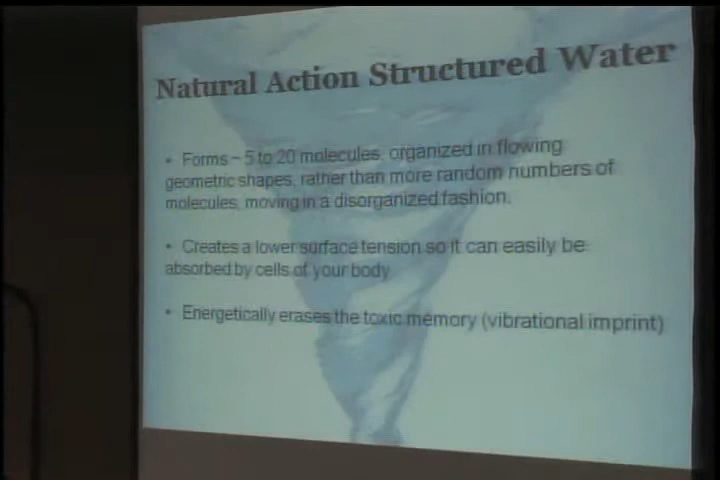 Natural Action Structured Water
• Forms ~ 5 to 20 molecules, organized in flowing
geometric shapes, rather than more random numbers of
molecules, moving in a disorganized fashion.
• Creates a lower surface tension so it can easily be
absorbed by cells of your body
• Energetically erases the toxic memory (vibrational imprint)